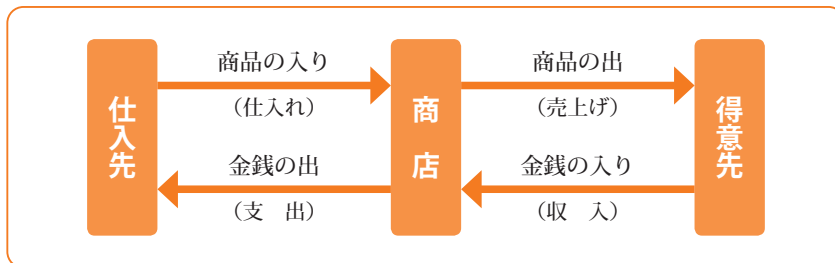 仕入先
商品の入り
（仕入れ）
金銭の出
（支　出）
商　店
商品の出
（売上げ）
金銭の入り
（収　入）
得意先